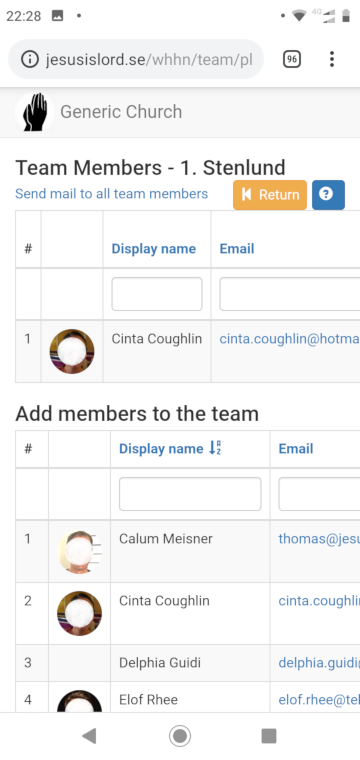 22:28
4G
jesusislord.se/whhn/team/pl
96
Generic Church
Team Members - 1. Stenlund
Send mail to all team members
Return
?
# Display name Email
1 Cinta Coughlin cinta.coughlin@hotma
Add members to the team
# Display name Email
1 Calum Meisner thomas@jesu
2 Cinta Coughlin cinta.coughli
3 Delphia Guidi delphia.guidi
4 Elof Rhee elof.rhee@tel